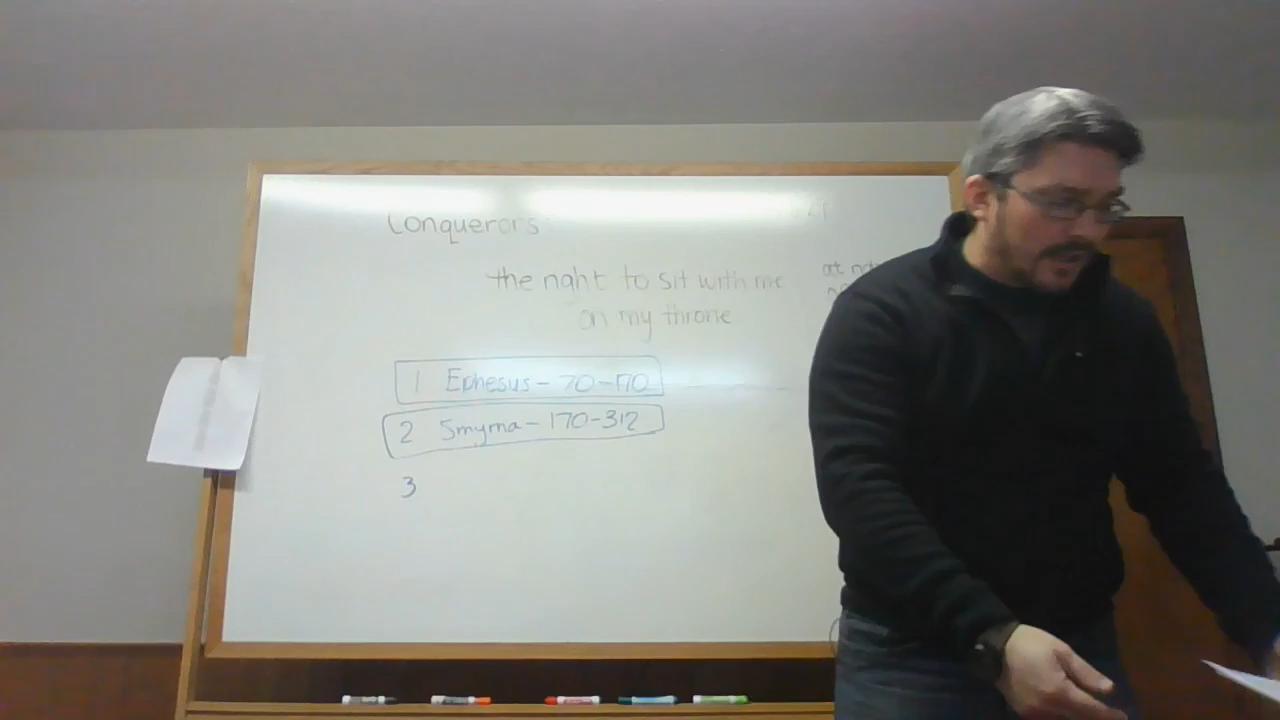 Conquerors:
the right to sit with me
on my throne
at
1 Ephesus - 70-170
2 Smyrna - 170-312
3